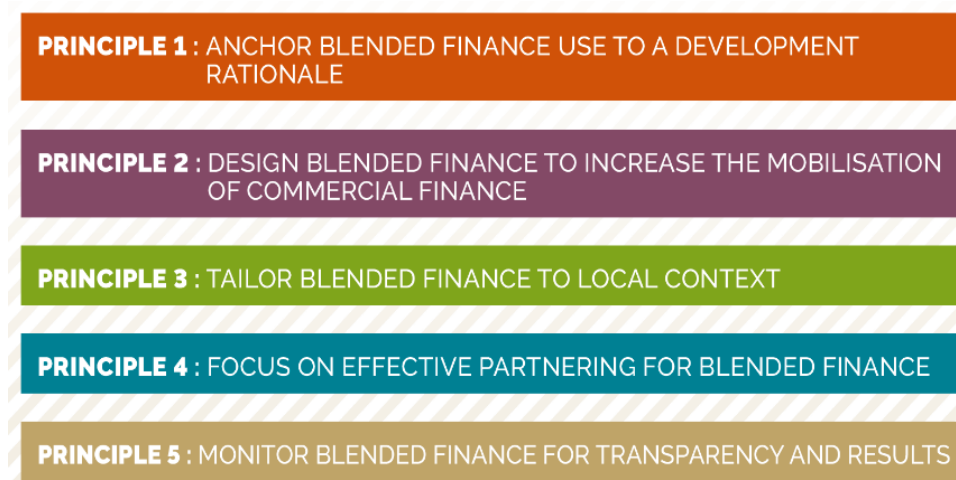 PRINCIPLE 1 : ANCHOR BLENDED FINANCE USE TO A DEVELOPMENT
RATIONALE
PRINCIPLE 2 : DESIGN BLENDED FINANCE TO INCREASE THE MOBILISATION
OF COMMERCIAL FINANCE
PRINCIPLE 3 : TAILOR BLENDED FINANCE TO LOCAL CONTEXT
PRINCIPLE 4 : FOCUS ON EFFECTIVE PARTNERING FOR BLENDED FINANCE
PRINCIPLE 5 : MONITOR BLENDED FINANCE FOR TRANSPARENCY AND RESULTS